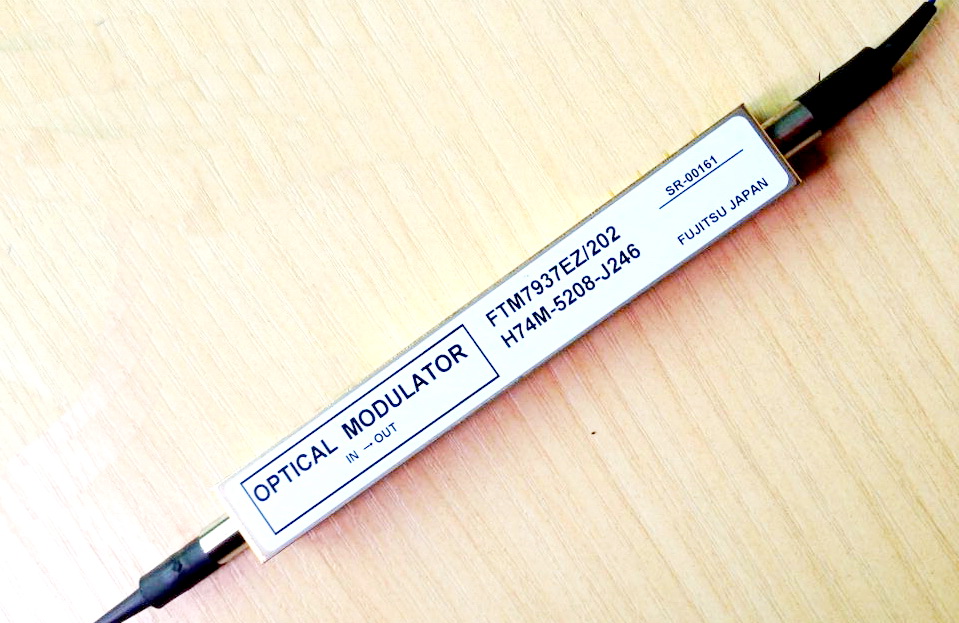 OPTICAL MODULATOR
IN → OUT
FTM7937EZ/202
H74M-5208-J246
SR-00161
FUJITSU JAPAN